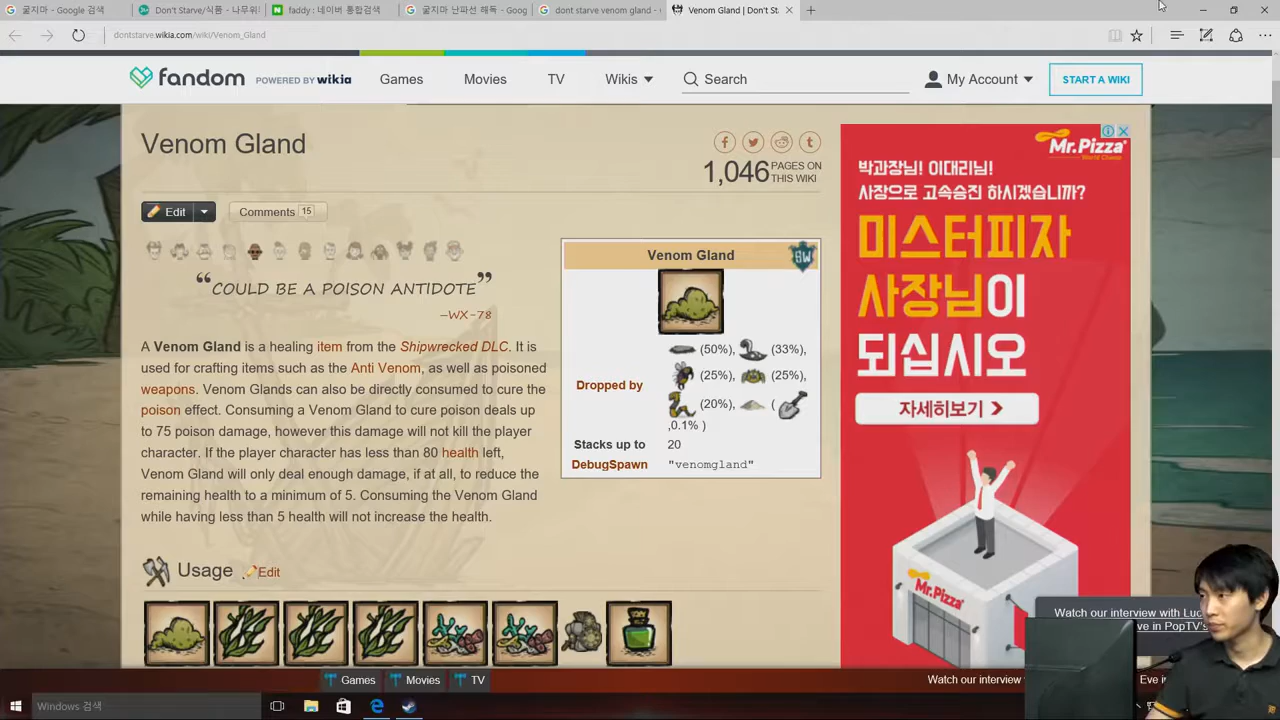 굶지마 - Google 검색
Don't Starve/식품 - 나무위
faddy : 네이버 통합검색
굶지마 난파선 해독 - Goog
dont starve venom gland -
Venom Gland | Don't Sta
dontstarve.wikia.com/wiki/Venom_Gland
fandom POWERED BY wikia
Games
Movies
TV
Wikis
Search
My Account
START A WIKI
Venom Gland
1,046 PAGES ON THIS WIKI
Edit
Comments 15
“COULD BE A POISON ANTIDOTE”
–WX-78
A Venom Gland is a healing item from the Shipwrecked DLC. It is
used for crafting items such as the Anti Venom, as well as poisoned
weapons. Venom Glands can also be directly consumed to cure the
poison effect. Consuming a Venom Gland to cure poison deals up
to 75 poison damage, however this damage will not kill the player
character. If the player character has less than 80 health left,
Venom Gland will only deal enough damage, if at all, to reduce the
remaining health to a minimum of 5. Consuming the Venom Gland
while having less than 5 health will not increase the health.
Venom Gland
SW
Dropped by
(50%), (33%),
(25%), (25%),
(20%), (
,0.1% )
Stacks up to 20
DebugSpawn "venomgland"
Usage Edit
Mr.Pizza
World Champ
박과장님! 이대리님!
사장으로 고속승진 하시겠습니까?
미스터피자
사장님이
되십시오
자세히보기
Mr.Pizza
Watch our interview with Luc
ve in PopTV's
Games
Movies
TV
Watch our interview
Eve in
Windows 검색